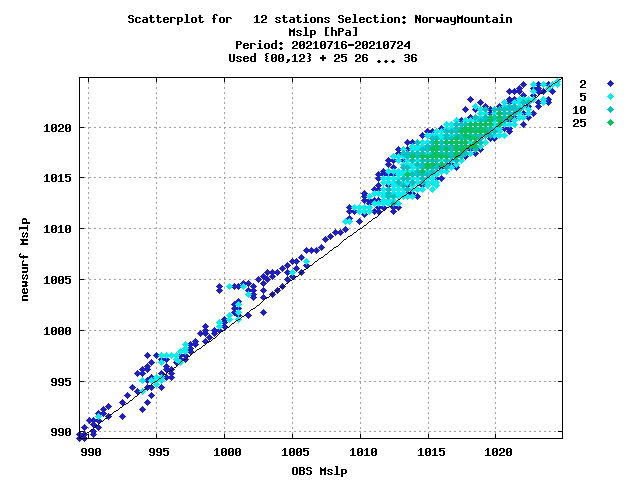 Scatterplot for   12 stations Selection: NorwayMountain
Mslp [hPa]
Period: 20210716-20210724
Used {00,12} + 25 26 ... 36
2
5
10
25
newsurf Mslp
1020
1015
1010
1005
1000
995
990
990 995 1000 1005 1010 1015 1020
OBS Mslp